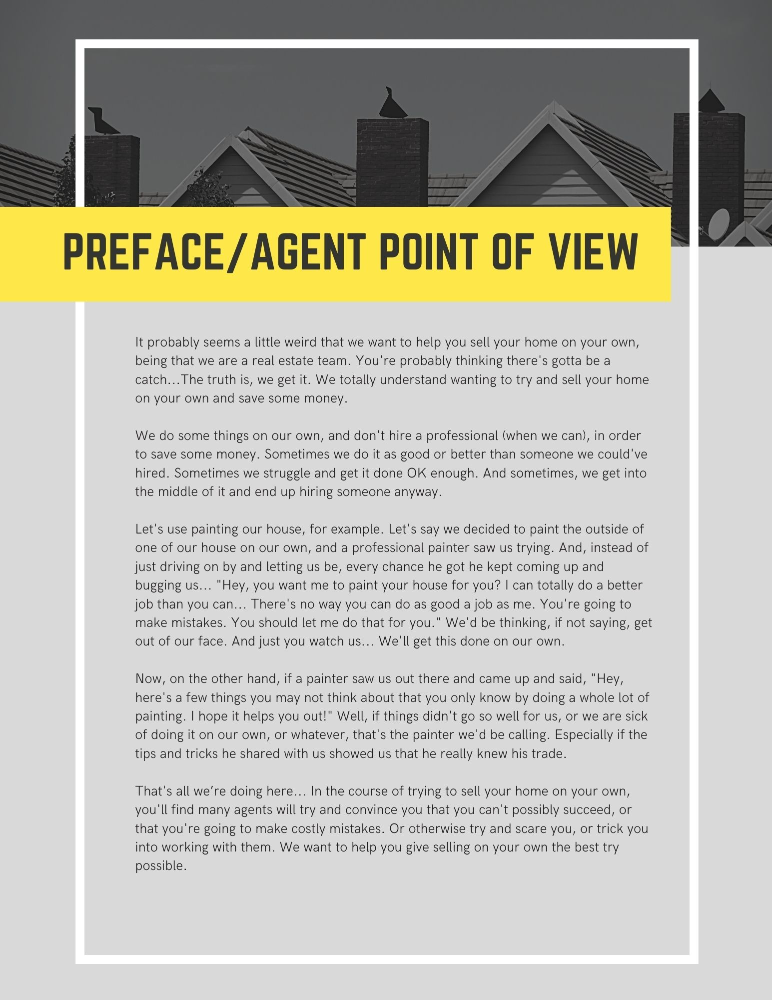 PREFACE/AGENT POINT OF VIEW
It probably seems a little weird that we want to help you sell your home on your own,
being that we are a real estate team. You're probably thinking there's gotta be a
catch...The truth is, we get it. We totally understand wanting to try and sell your home
on your own and save some money.
We do some things on our own, and don't hire a professional (when we can), in order
to save some money. Sometimes we do it as good or better than someone we could've
hired. Sometimes we struggle and get it done OK enough. And sometimes, we get into
the middle of it and end up hiring someone anyway.
Let's use painting our house, for example. Let's say we decided to paint the outside of
one of our house on our own, and a professional painter saw us trying. And, instead of
just driving on by and letting us be, every chance he got he kept coming up and
bugging us... "Hey, you want me to paint your house for you? I can totally do a better
job than you can... There's no way you can do as good a job as me. You're going to
make mistakes. You should let me do that for you." We'd be thinking, if not saying, get
out of our face. And just you watch us... We'll get this done on our own.
Now, on the other hand, if a painter saw us out there and came up and said, "Hey,
here's a few things you may not think about that you only know by doing a whole lot of
painting. I hope it helps you out!" Well, if things didn't go so well for us, or we are sick
of doing it on our own, or whatever, that's the painter we'd be calling. Especially if the
tips and tricks he shared with us showed us that he really knew his trade.
That's all we’re doing here... In the course of trying to sell your home on your own,
you'll find many agents will try and convince you that you can't possibly succeed, or
that you're going to make costly mistakes. Or otherwise try and scare you, or trick you
into working with them. We want to help you give selling on your own the best try
possible.